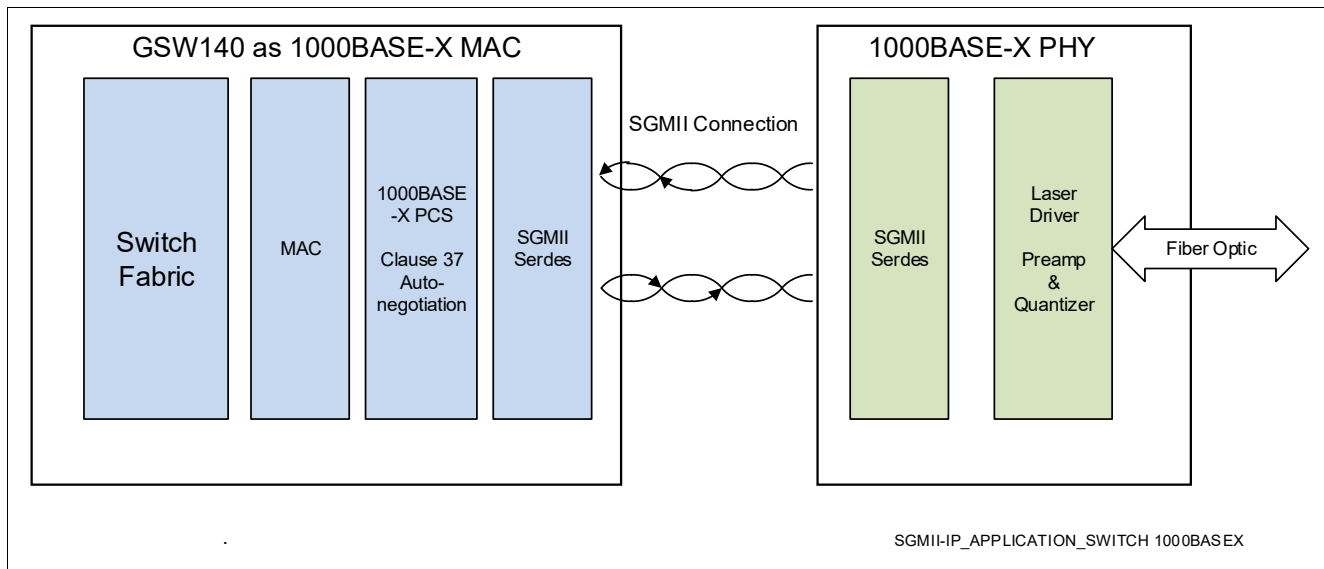 GSW140 as 1000BASE-X MAC
1000BASE-X PHY
SGMII Connection
Switch
Fabric
MAC
1000BASE
-X PCS
Clause 37
Auto-
negotiation
SGMII
Serdes
SGMII
Serdes
Laser
Driver
Preamp
&
Quantizer
Fiber Optic
.
SGMII-IP_APPLICATION_SWITCH 1000BASEX